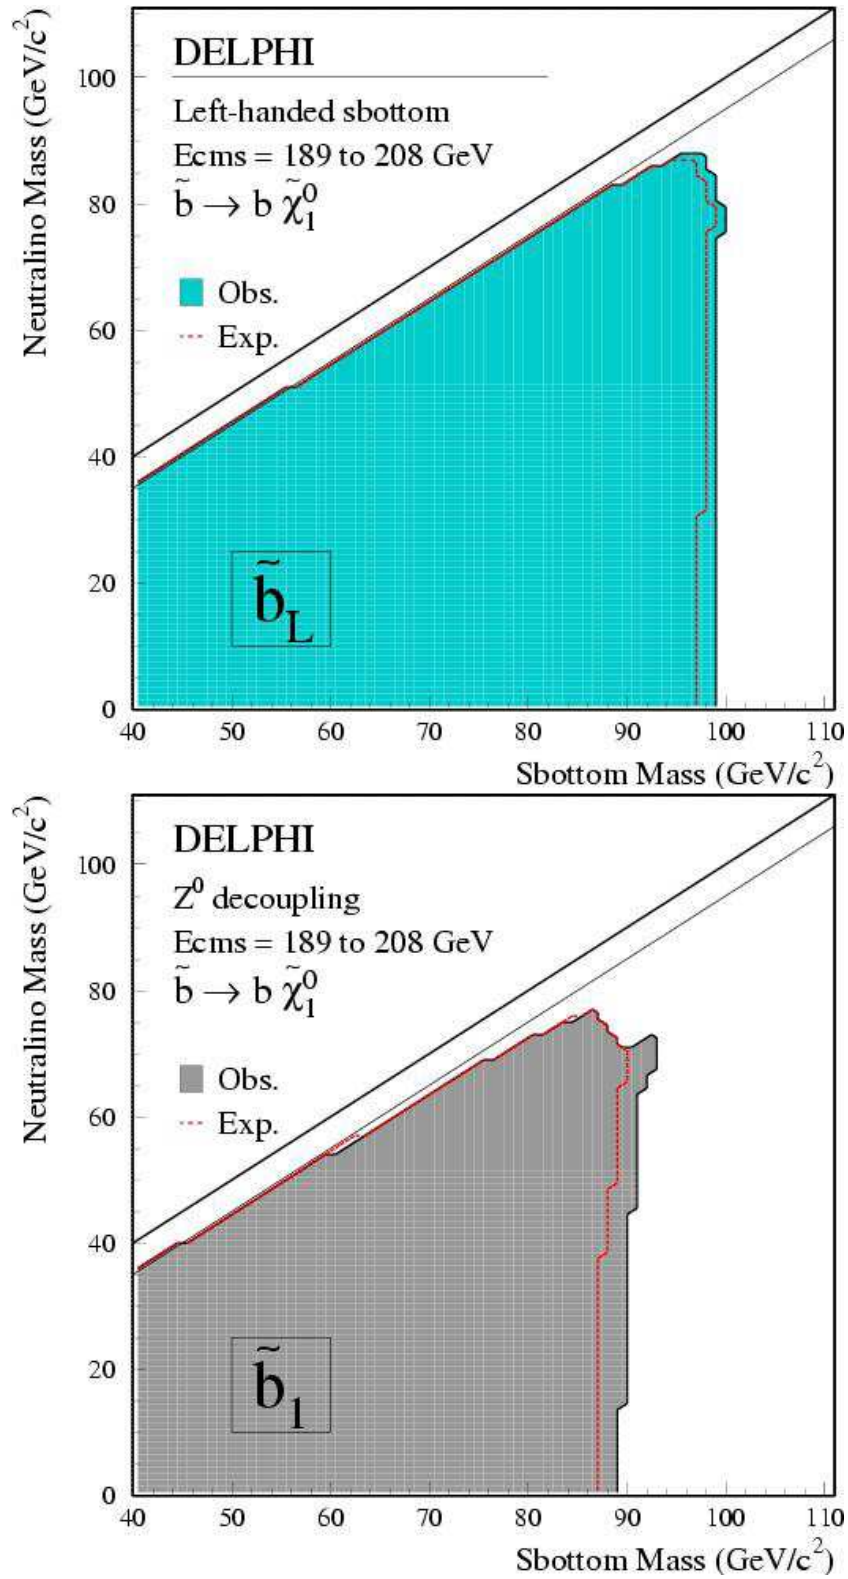 Neutralino Mass (GeV/c²)
100
80
60
40
20
0
DELPHI
Left-handed sbottom
Ecms = 189 to 208 GeV
b̃ → b χ̃₁⁰
Obs.
Exp.
b̃_L
40 50 60 70 80 90 100 110
Sbottom Mass (GeV/c²)
Neutralino Mass (GeV/c²)
100
80
60
40
20
0
DELPHI
Z⁰ decoupling
Ecms = 189 to 208 GeV
b̃ → b χ̃₁⁰
Obs.
Exp.
b̃₁
40 50 60 70 80 90 100 110
Sbottom Mass (GeV/c²)